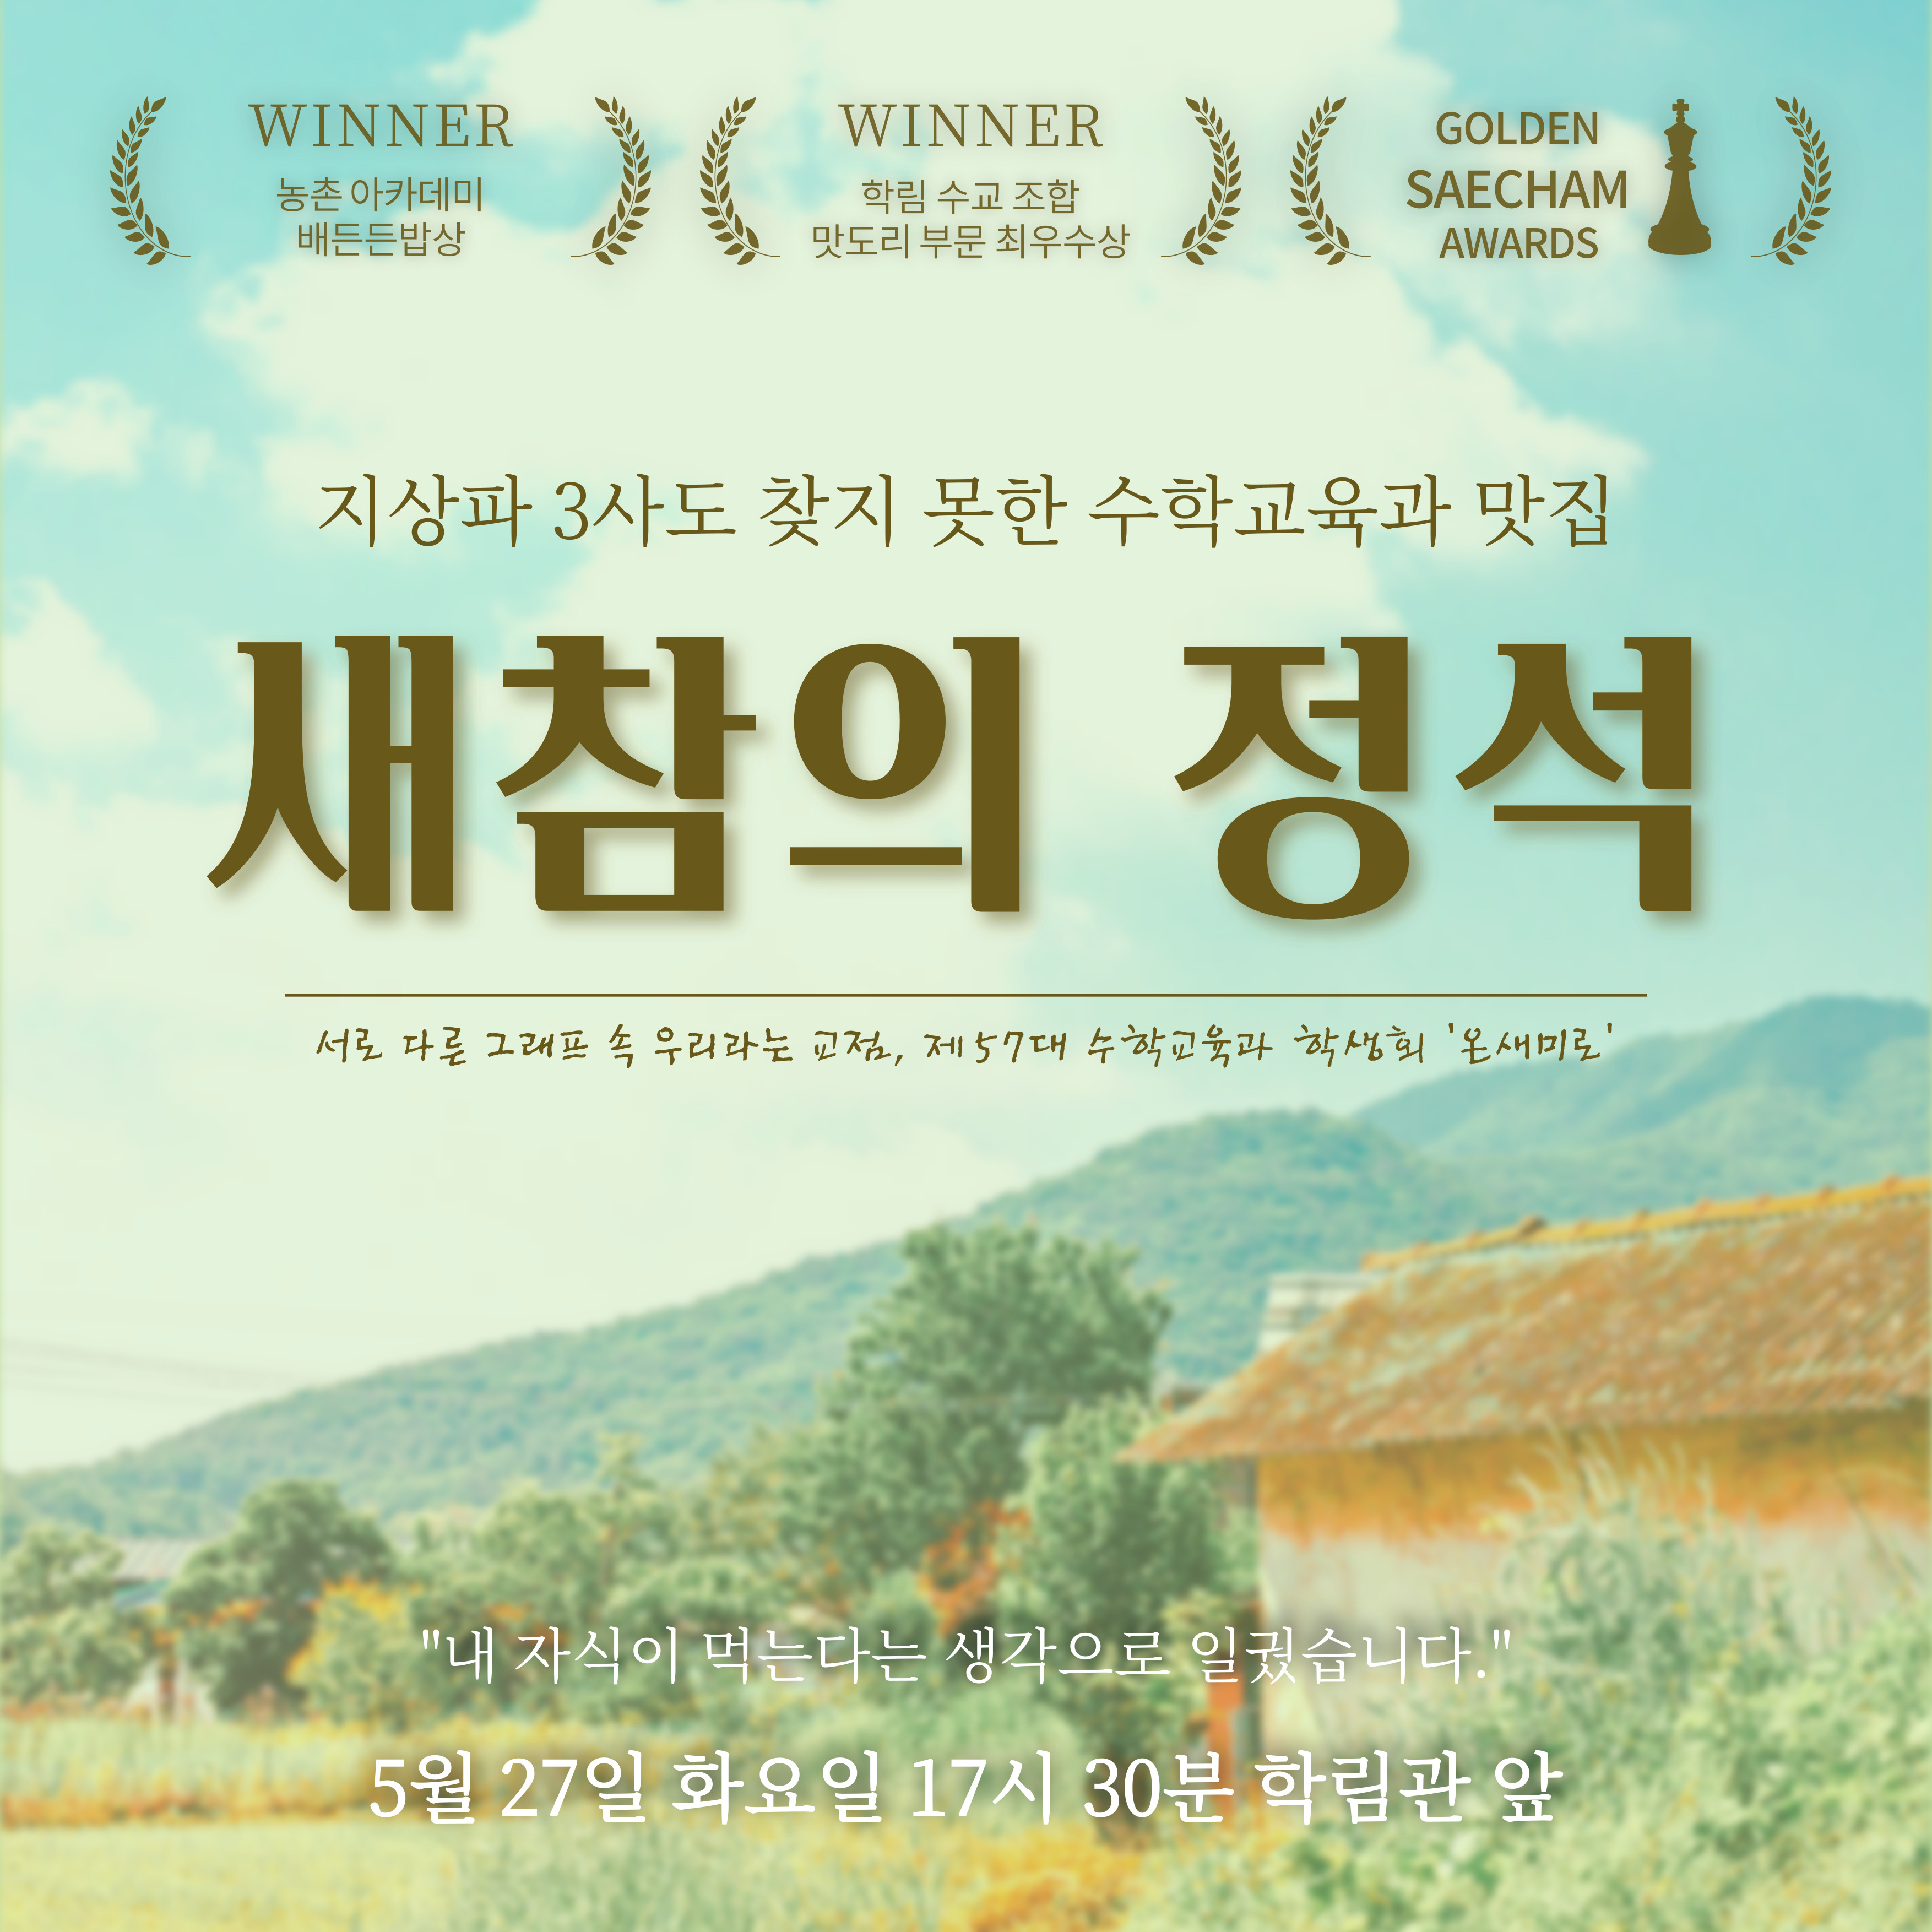 WINNER
농촌 아카데미
배든든밥상
WINNER
학림 수교 조합
맛도리 부문 최우수상
GOLDEN
SAECHAM
AWARDS
지상파 3사도 찾지 못한 수학교육과 맛집
새참의 정석
서로 다른 그래프 속 우리라는 교점, 제57대 수학교육과 학생회 '온새미로'
"내 자식이 먹는다는 생각으로 일궜습니다."
5월 27일 화요일 17시 30분 학림관 앞